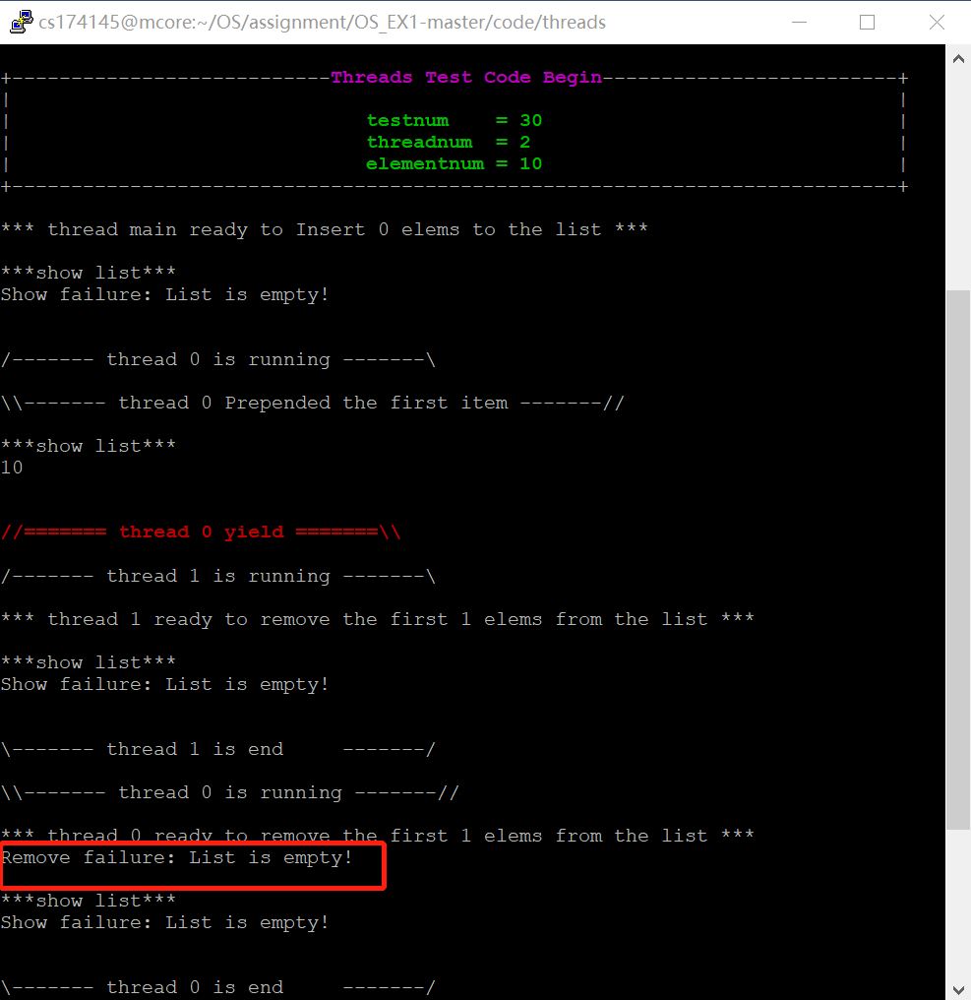 cs174145@mcore:~/OS/assignment/OS_EX1-master/code/threads
+---------------------------Threads Test Code Begin-------------------------+
| |
| testnum = 30 |
| threadnum = 2 |
| elementnum = 10 |
+---------------------------------------------------------------------------+
*** thread main ready to Insert 0 elems to the list ***
***show list***
Show failure: List is empty!
/------- thread 0 is running -------\
\\------- thread 0 Prepended the first item -------//
***show list***
10
//======= thread 0 yield =======\\
/------- thread 1 is running -------\
*** thread 1 ready to remove the first 1 elems from the list ***
***show list***
Show failure: List is empty!
\------- thread 1 is end -------/
\\------- thread 0 is running -------//
*** thread 0 ready to remove the first 1 elems from the list ***
Remove failure: List is empty!
***show list***
Show failure: List is empty!
\------- thread 0 is end -------/